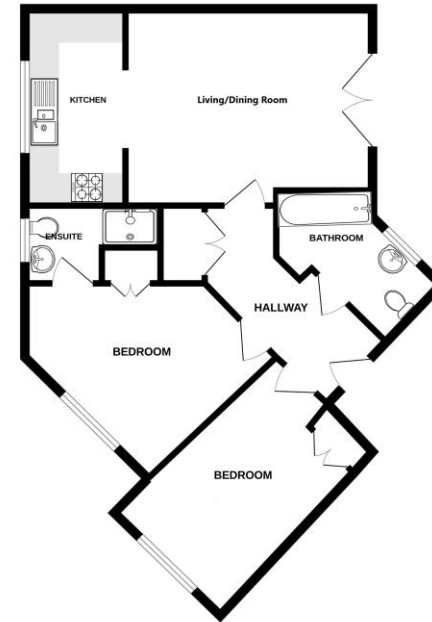 KITCHEN
Living/Dining Room
ENSUITE
BATHROOM
HALLWAY
BEDROOM
BEDROOM